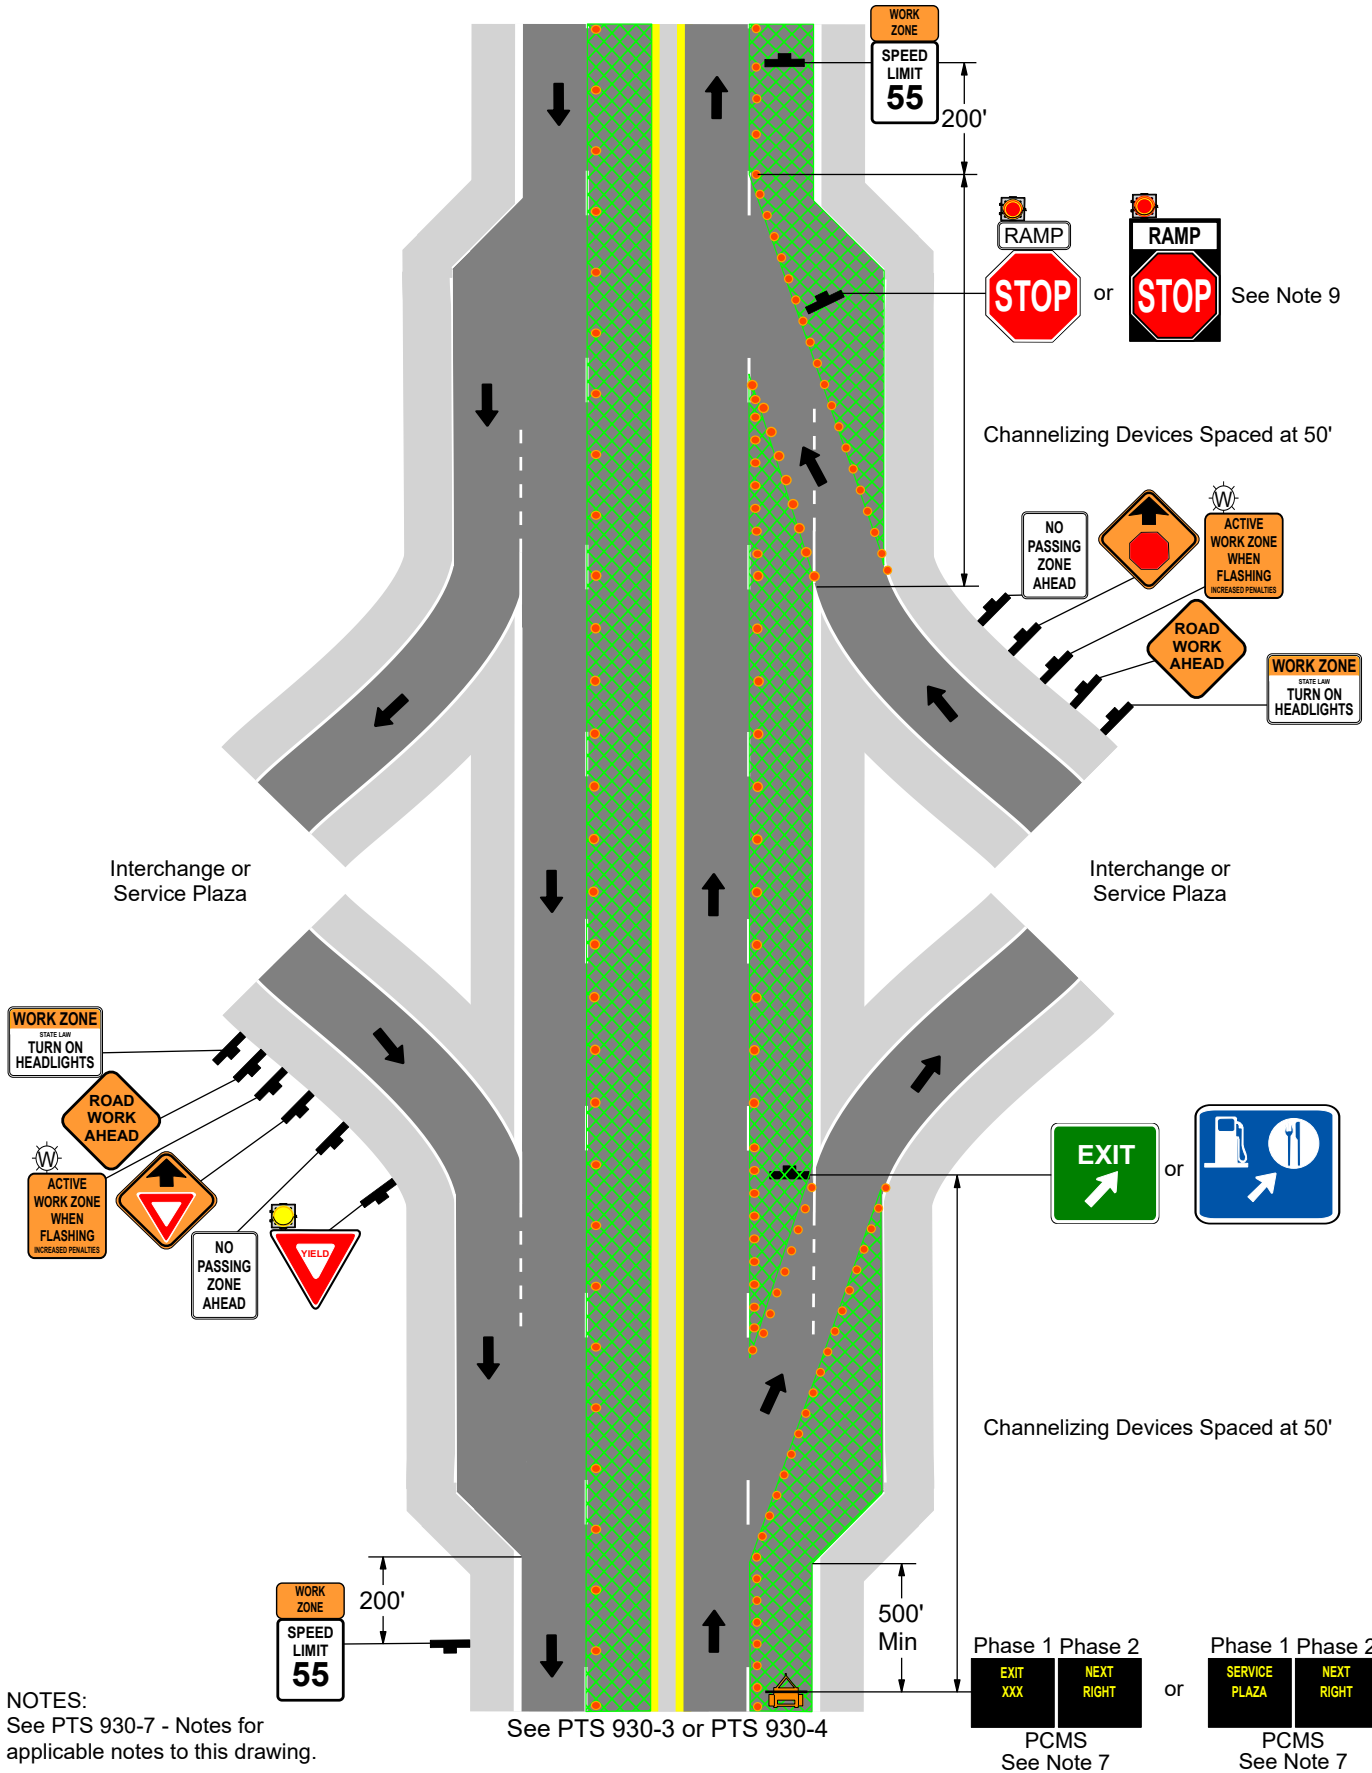 WORK
ZONE
SPEED
LIMIT
55
200'
RAMP
STOP
or
RAMP
STOP
See Note 9
Channelizing Devices Spaced at 50'
NO
PASSING
ZONE
AHEAD
W
ACTIVE
WORK ZONE
WHEN
FLASHING
INCREASED PENALTIES
ROAD
WORK
AHEAD
WORK ZONE
STATE LAW
TURN ON
HEADLIGHTS
Interchange or
Service Plaza
Interchange or
Service Plaza
WORK ZONE
STATE LAW
TURN ON
HEADLIGHTS
ROAD
WORK
AHEAD
W
ACTIVE
WORK ZONE
WHEN
FLASHING
INCREASED PENALTIES
NO
PASSING
ZONE
AHEAD
YIELD
EXIT
or
Channelizing Devices Spaced at 50'
WORK
ZONE
SPEED
LIMIT
55
200'
500'
Min
Phase 1 Phase 2
EXIT
XXX
NEXT
RIGHT
PCMS
See Note 7
or
Phase 1 Phase 2
SERVICE
PLAZA
NEXT
RIGHT
PCMS
See Note 7
See PTS 930-3 or PTS 930-4
NOTES:
See PTS 930-7 - Notes for
applicable notes to this drawing.